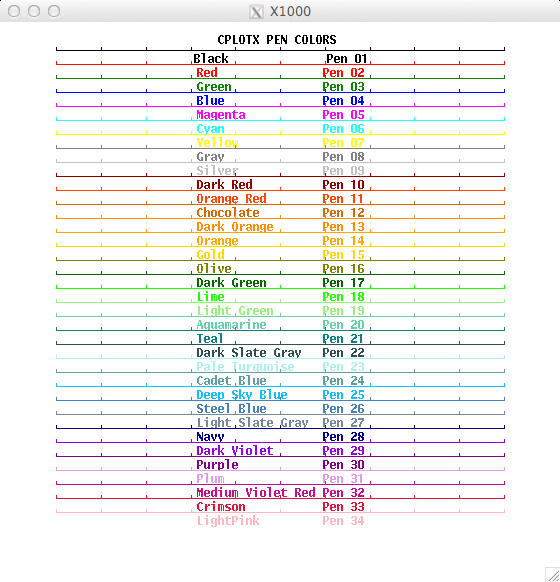 X1000
CPLOTX PEN COLORS
Black Pen 01
Red Pen 02
Green Pen 03
Blue Pen 04
Magenta Pen 05
Cyan Pen 06
Yellow Pen 07
Gray Pen 08
Silver Pen 09
Dark Red Pen 10
Orange Red Pen 11
Chocolate Pen 12
Dark Orange Pen 13
Orange Pen 14
Gold Pen 15
Olive Pen 16
Dark Green Pen 17
Lime Pen 18
Light Green Pen 19
Aquamarine Pen 20
Teal Pen 21
Dark Slate Gray Pen 22
Pale Turquoise Pen 23
Cadet Blue Pen 24
Deep Sky Blue Pen 25
Steel Blue Pen 26
Light Slate Gray Pen 27
Navy Pen 28
Dark Violet Pen 29
Purple Pen 30
Plum Pen 31
Medium Violet Red Pen 32
Crimson Pen 33
LightPink Pen 34